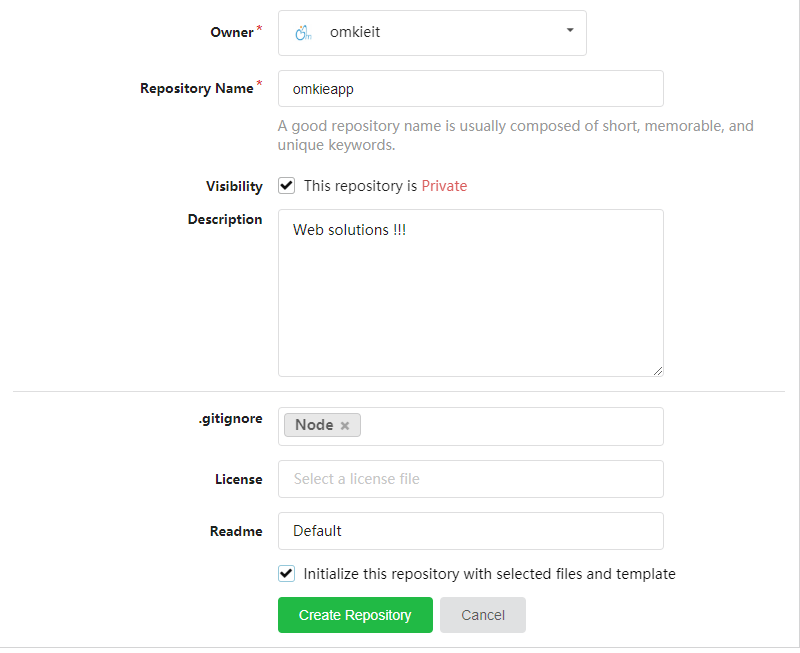 Owner*
omkieit
Repository Name*
omkieapp
A good repository name is usually composed of short, memorable, and
unique keywords.
Visibility
This repository is Private
Description
Web solutions !!!
.gitignore
Node ×
License
Select a license file
Readme
Default
Initialize this repository with selected files and template
Create Repository
Cancel